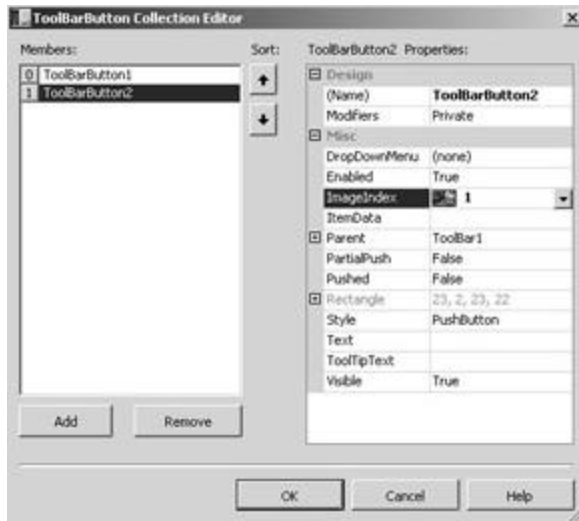 ToolBarButton Collection Editor
Members:
Sort:
ToolBarButton2 Properties:
0 ToolBarButton1
1 ToolBarButton2
Design
(Name) ToolBarButton2
Modifiers Private
Misc
DropDownMenu (none)
Enabled True
ImageIndex 1
ItemData
Parent ToolBar1
PartialPush False
Pushed False
Rectangle 23, 2, 23, 22
Style PushButton
Text
ToolTipText
Visible True
Add
Remove
OK
Cancel
Help